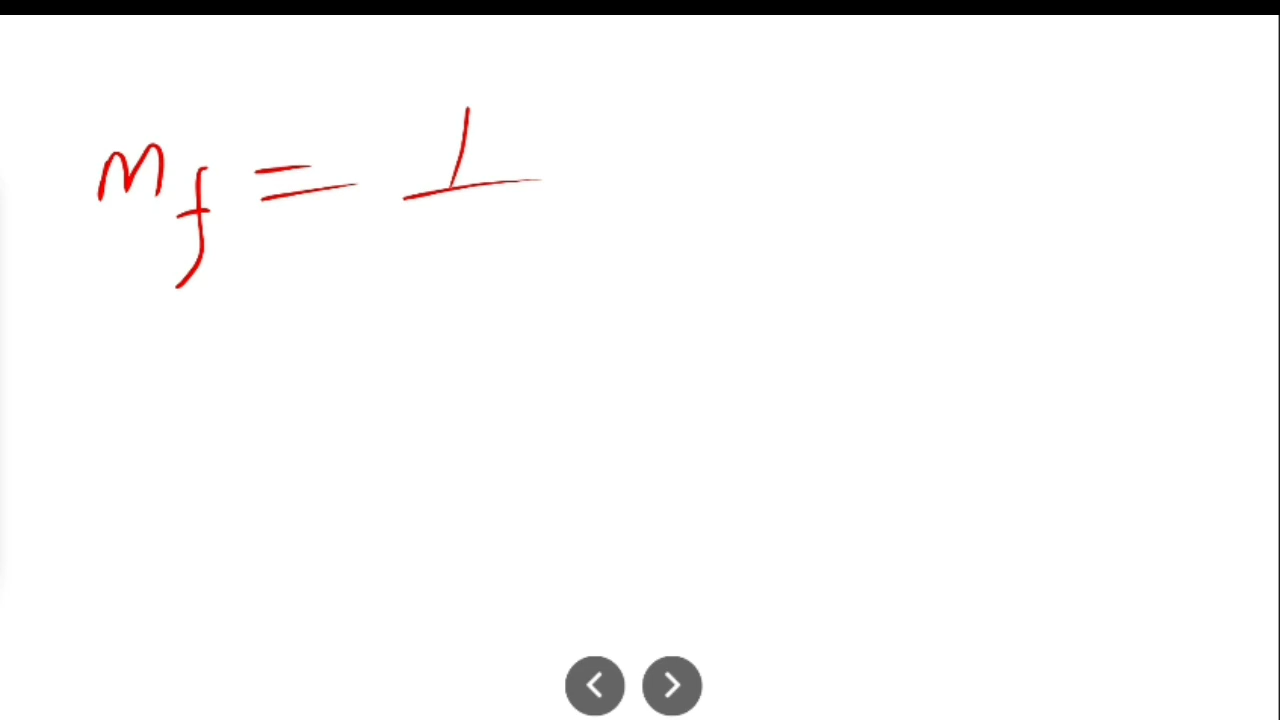 m_f = 1/